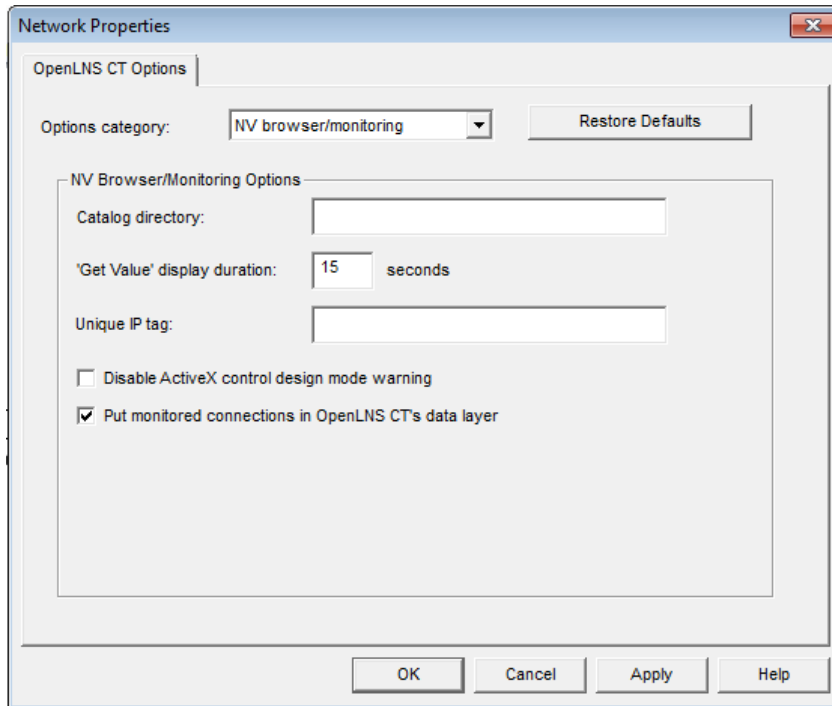 Network Properties
OpenLNS CT Options
Options category: NV browser/monitoring Restore Defaults
NV Browser/Monitoring Options
Catalog directory:
'Get Value' display duration: 15 seconds
Unique IP tag:
Disable ActiveX control design mode warning
Put monitored connections in OpenLNS CT's data layer
OK Cancel Apply Help